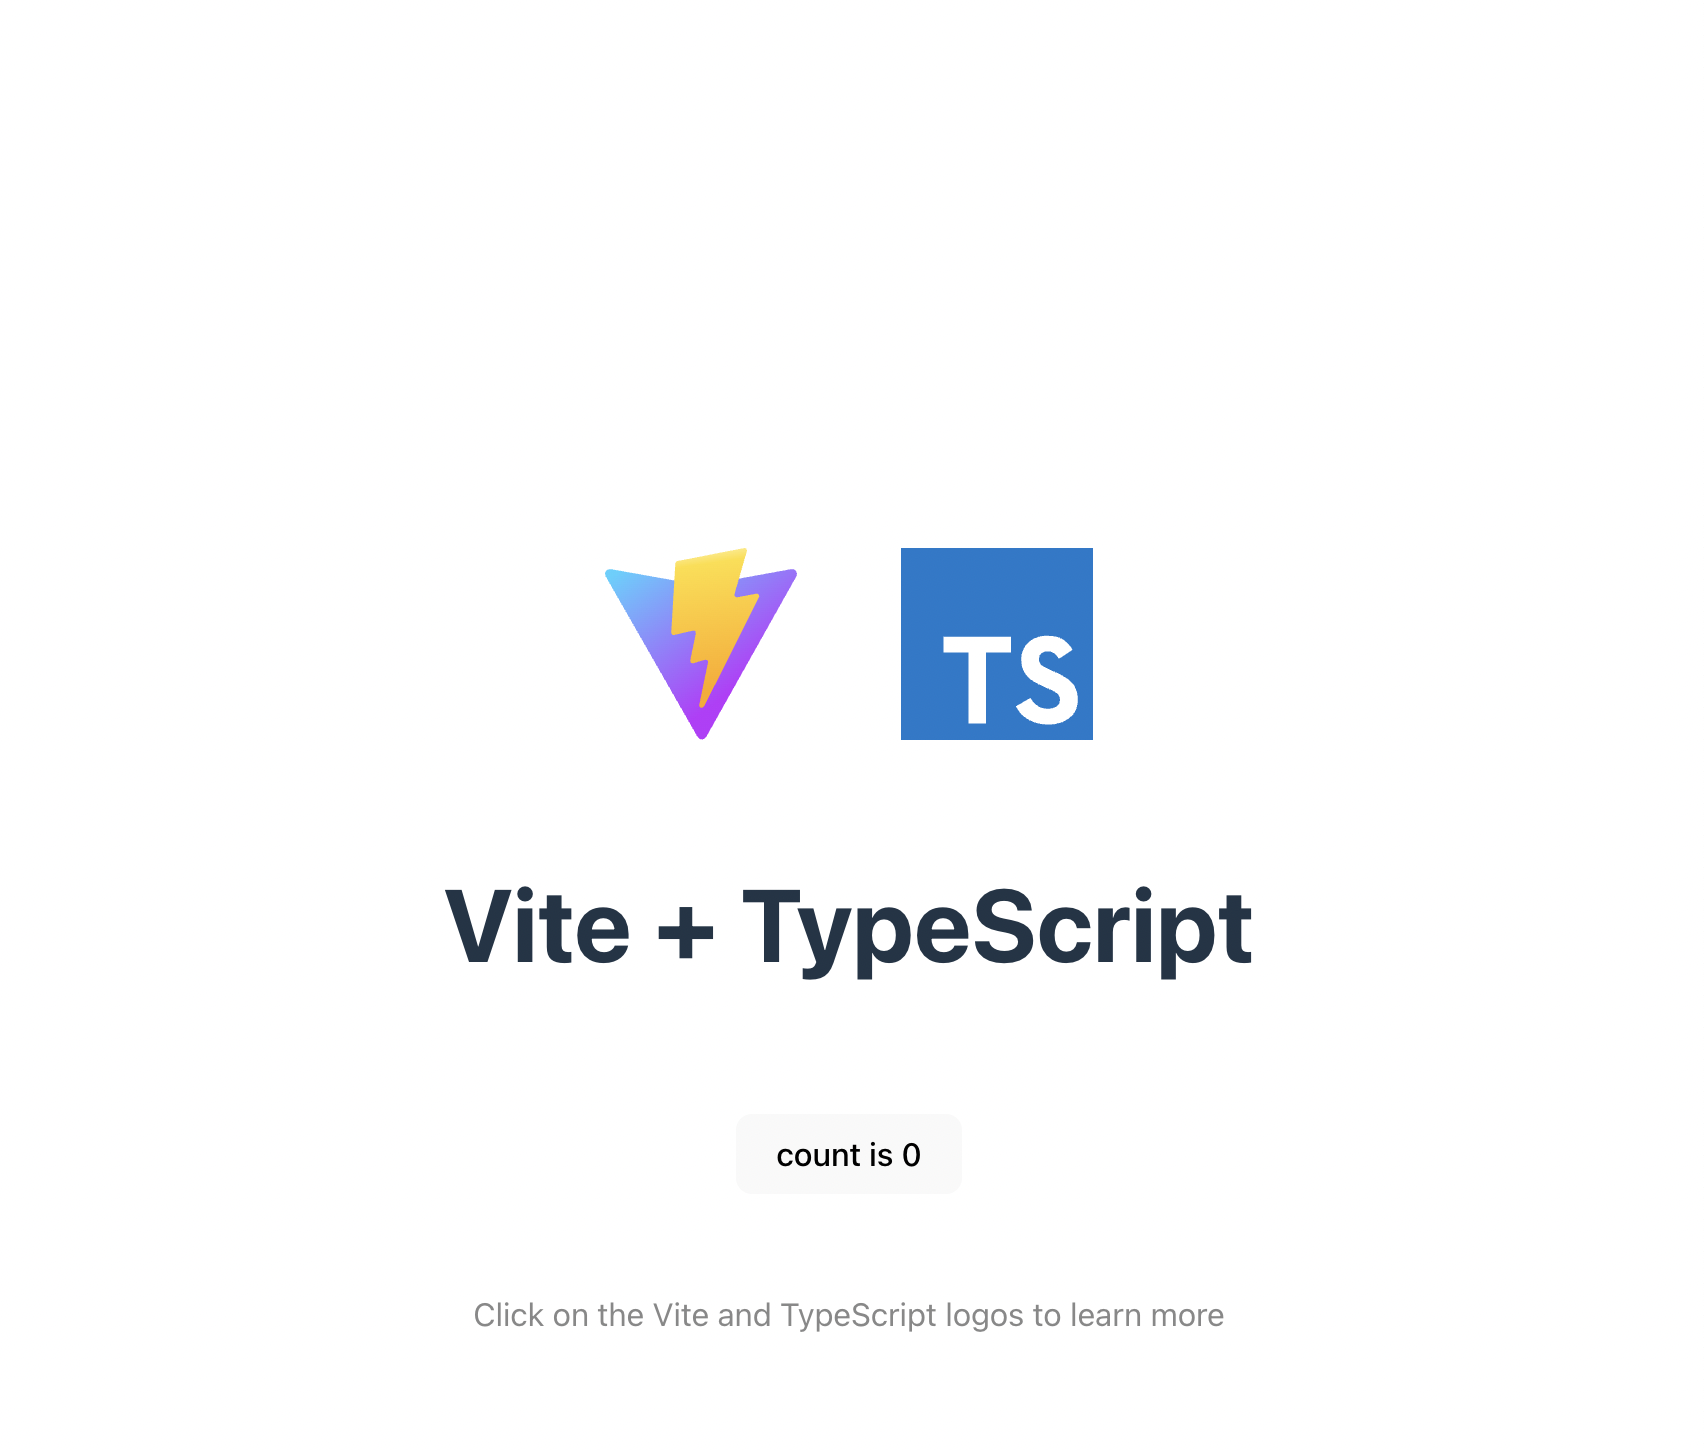 TS
Vite + TypeScript
count is 0
Click on the Vite and TypeScript logos to learn more